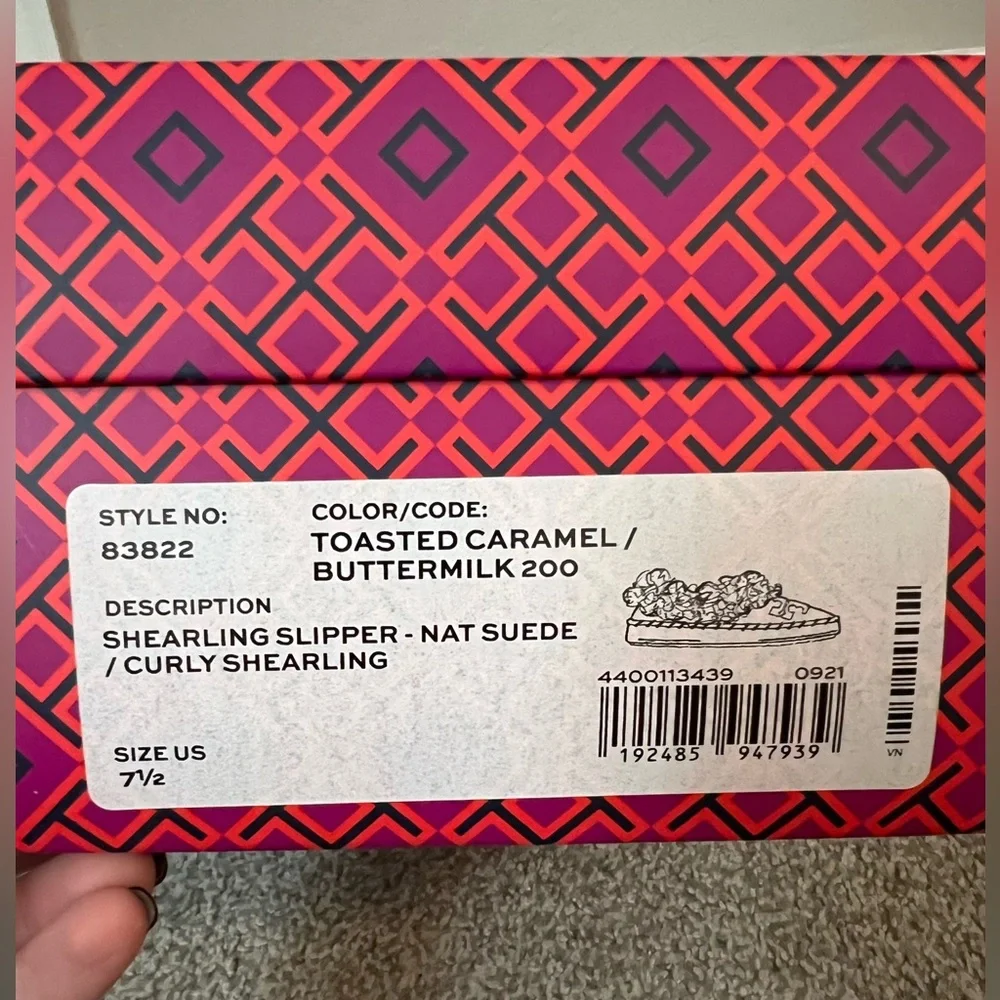 STYLE NO:
83822
COLOR/CODE:
TOASTED CARAMEL /
BUTTERMILK 200
DESCRIPTION
SHEARLING SLIPPER - NAT SUEDE
/ CURLY SHEARLING
SIZE US
7½
4400113439 0921
192485 947939
VN